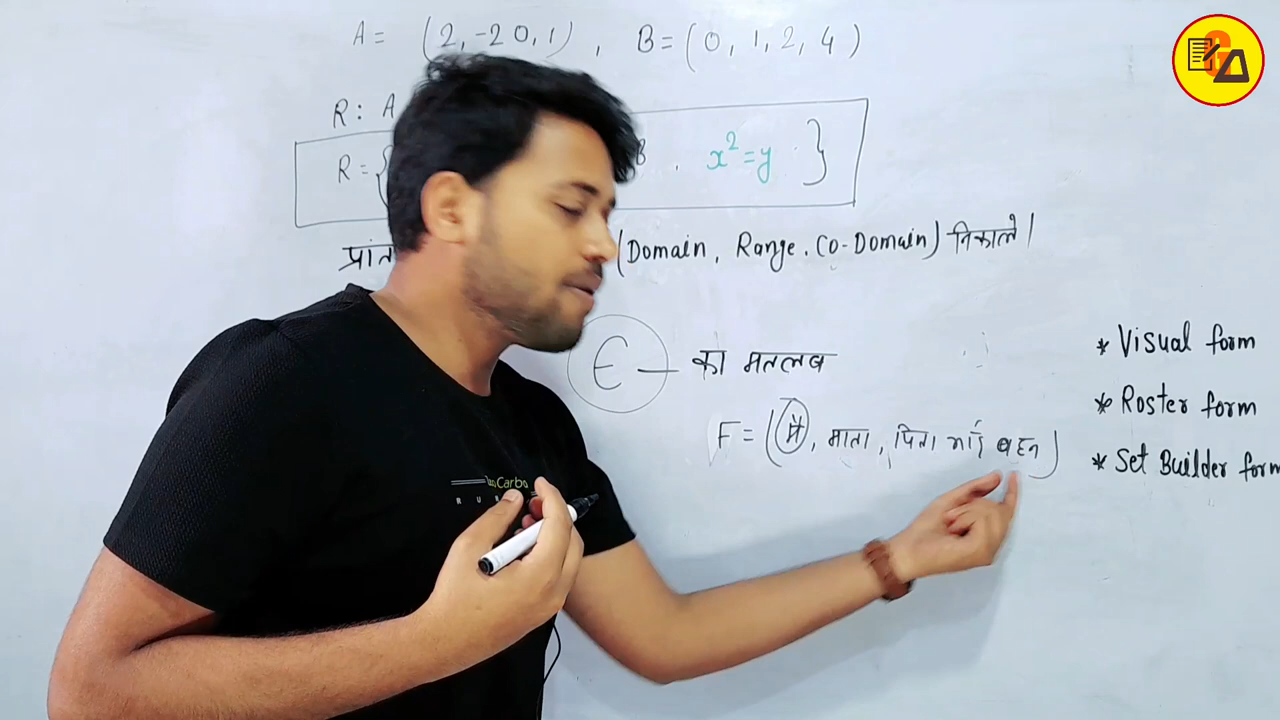 A = (2, -2 0, 1) , B = (0, 1, 2, 4)
R : A
R = { B , x² = y }
(Domain, Range, Co-Domain) निकाले।
∈ — का मतलब
F = (मैं, माता, पिता भाई बहन)
* Visual form
* Roster form
* Set Builder form
Carbo